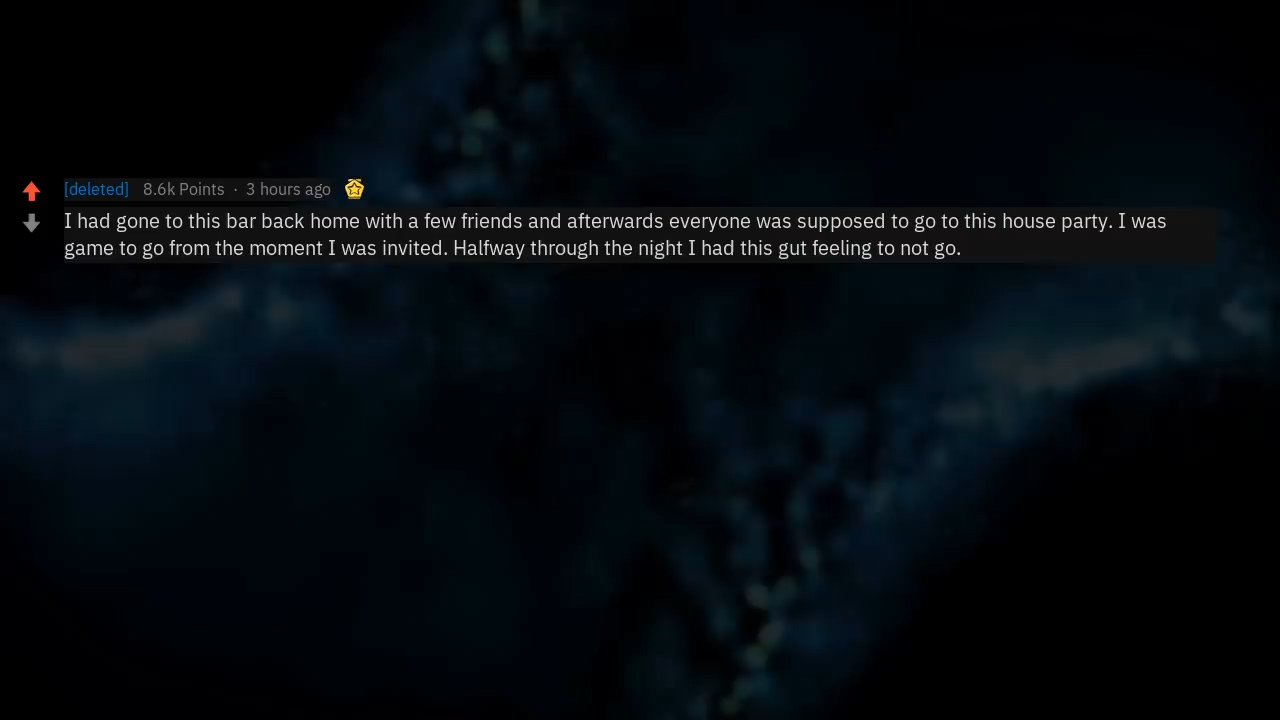 [deleted] 8.6k Points · 3 hours ago
I had gone to this bar back home with a few friends and afterwards everyone was supposed to go to this house party. I was
game to go from the moment I was invited. Halfway through the night I had this gut feeling to not go.